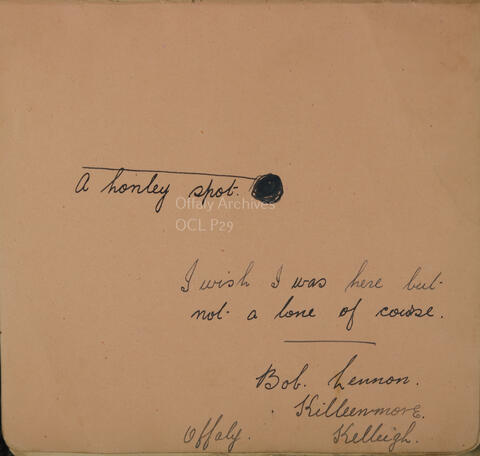 A honley spot.
Offaly Archives
OCL P29
I wish I was here but
not a lone of course.
Bob. Lennon.
Killeenmore.
Offaly. Kelleigh.